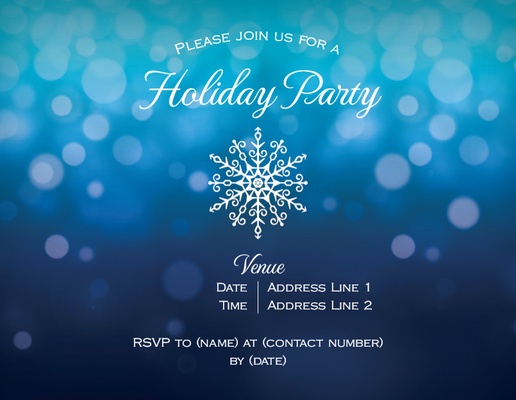 Please join us for a
Holiday Party
Venue
Date | Address Line 1
Time | Address Line 2
RSVP to (name) at (contact number)
by (date)